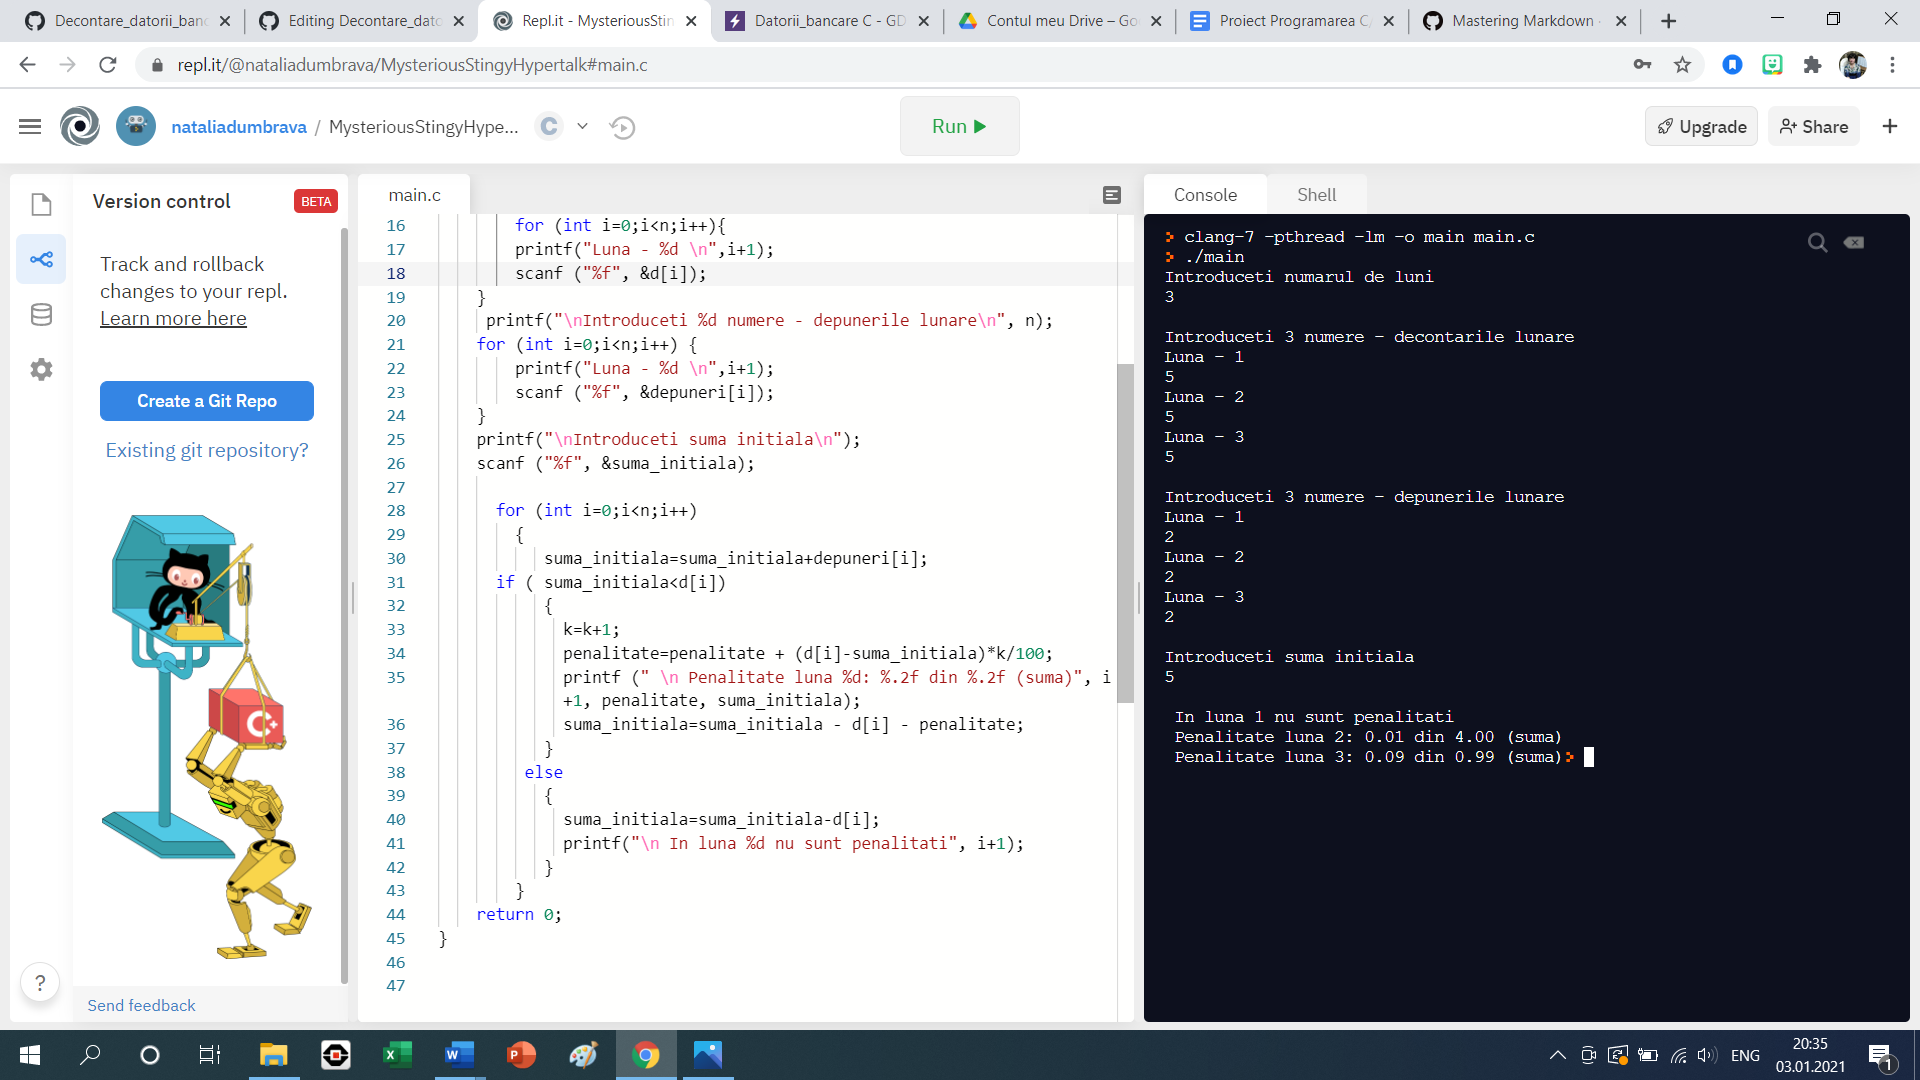 Decontare_datorii_banc
Editing Decontare_dato
Repl.it - MysteriousStin
Datorii_bancare C - GD
Contul meu Drive – Go
Proiect Programarea C
Mastering Markdown
repl.it/@nataliadumbrava/MysteriousStingyHypertalk#main.c
nataliadumbrava / MysteriousStingyHype...
C
Run
Upgrade
Share
Version control
BETA
Track and rollback
changes to your repl.
Learn more here
Create a Git Repo
Existing git repository?
Send feedback
?
main.c
16 for (int i=0;i<n;i++){
17 printf("Luna - %d \n",i+1);
18 scanf ("%f", &d[i]);
19 }
20 printf("\nIntroduceti %d numere - depunerile lunare\n", n);
21 for (int i=0;i<n;i++) {
22 printf("Luna - %d \n",i+1);
23 scanf ("%f", &depuneri[i]);
24 }
25 printf("\nIntroduceti suma initiala\n");
26 scanf ("%f", &suma_initiala);
27
28 for (int i=0;i<n;i++)
29 {
30 suma_initiala=suma_initiala+depuneri[i];
31 if ( suma_initiala<d[i])
32 {
33 k=k+1;
34 penalitate=penalitate + (d[i]-suma_initiala)*k/100;
35 printf (" \n Penalitate luna %d: %.2f din %.2f (suma)", i
+1, penalitate, suma_initiala);
36 suma_initiala=suma_initiala - d[i] - penalitate;
37 }
38 else
39 {
40 suma_initiala=suma_initiala-d[i];
41 printf("\n In luna %d nu sunt penalitati", i+1);
42 }
43 }
44 return 0;
45 }
46
47
Console
Shell
> clang-7 -pthread -lm -o main main.c
> ./main
Introduceti numarul de luni
3
Introduceti 3 numere - decontarile lunare
Luna - 1
5
Luna - 2
5
Luna - 3
5
Introduceti 3 numere - depunerile lunare
Luna - 1
2
Luna - 2
2
Luna - 3
2
Introduceti suma initiala
5
In luna 1 nu sunt penalitati
Penalitate luna 2: 0.01 din 4.00 (suma)
Penalitate luna 3: 0.09 din 0.99 (suma)>
ENG
20:35
03.01.2021
1